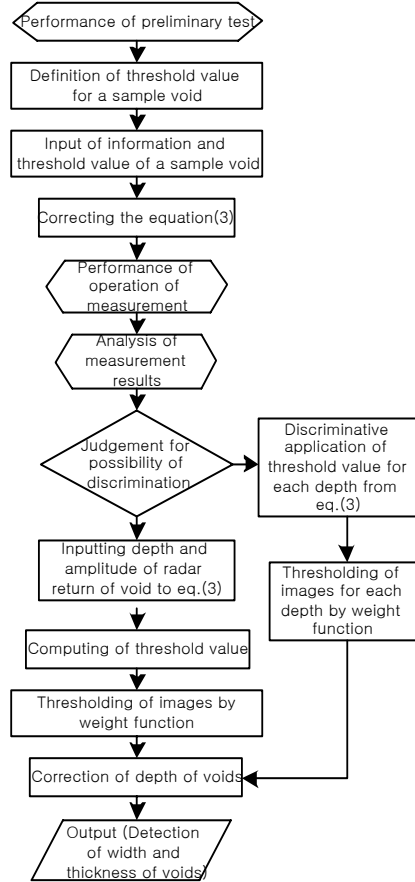 Performance of preliminary test
Definition of threshold value
for a sample void
Input of information and
threshold value of a sample void
Correcting the equation(3)
Performance of
operation of
measurement
Analysis of
measurement
results
Judgement for
possibility of
discrimination
Discriminative
application of
threshold value for
each depth from
eq.(3)
Inputting depth and
amplitude of radar
return of void to eq.(3)
Thresholding of
images for each
depth by weight
function
Computing of threshold value
Thresholding of images by
weight function
Correction of depth of voids
Output (Detection
of width and
thickness of voids)